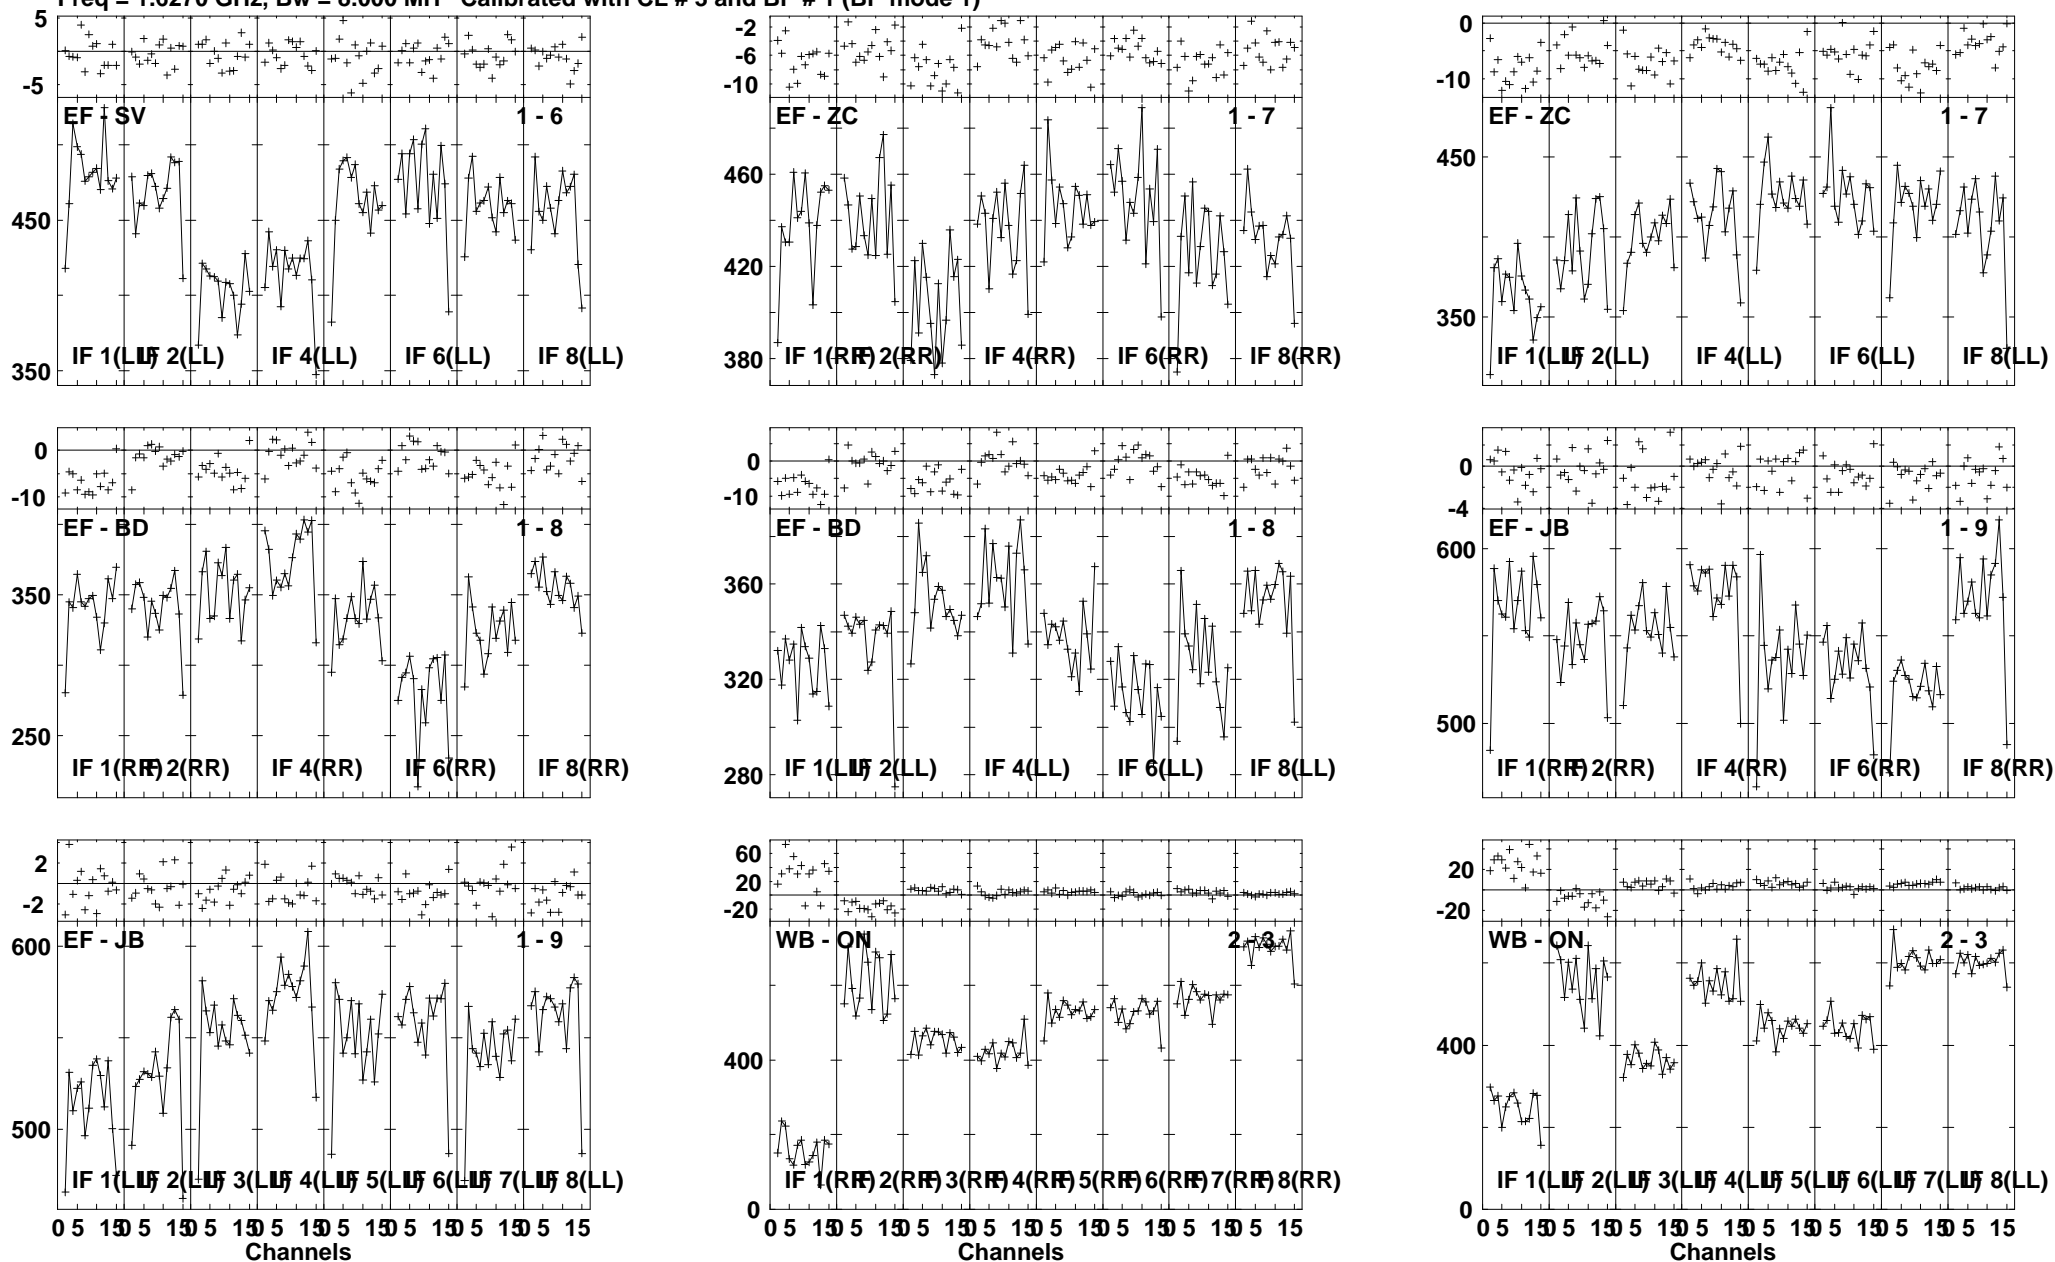 Freq = 1.6270 GHz, Bw = 8.000 MH Calibrated with CL # 3 and BP # 1 (BP mode 1)
5
-5
EF - SV 1 - 6
450
350
IF 1(LL) IF 2(LL) IF 4(LL) IF 6(LL) IF 8(LL)
-2
-6
-10
EF - ZC 1 - 7
460
420
380
IF 1(RR) IF 2(RR) IF 4(RR) IF 6(RR) IF 8(RR)
0
-10
EF - ZC 1 - 7
450
350
IF 1(LL) IF 2(LL) IF 4(LL) IF 6(LL) IF 8(LL)
0
-10
EF - BD 1 - 8
350
250
IF 1(RR) IF 2(RR) IF 4(RR) IF 6(RR) IF 8(RR)
0
-10
EF - BD 1 - 8
360
320
280
IF 1(LL) IF 2(LL) IF 4(LL) IF 6(LL) IF 8(LL)
0
-4
EF - JB 1 - 9
600
500
IF 1(RR) IF 2(RR) IF 4(RR) IF 6(RR) IF 8(RR)
2
-2
EF - JB 1 - 9
600
500
IF 1(LL) IF 2(LL) IF 3(LL) IF 4(LL) IF 5(LL) IF 6(LL) IF 7(LL) IF 8(LL)
0 5 15 0 5 15 0 5 15 0 5 15 0 5 15 0 5 15 0 5 15 0 5 15
Channels
60
20
-20
WB - ON 2 - 3
400
0
IF 1(RR) IF 2(RR) IF 3(RR) IF 4(RR) IF 5(RR) IF 6(RR) IF 7(RR) IF 8(RR)
0 5 15 0 5 15 0 5 15 0 5 15 0 5 15 0 5 15 0 5 15 0 5 15
Channels
20
-20
WB - ON 2 - 3
400
0
IF 1(LL) IF 2(LL) IF 3(LL) IF 4(LL) IF 5(LL) IF 6(LL) IF 7(LL) IF 8(LL)
0 5 15 0 5 15 0 5 15 0 5 15 0 5 15 0 5 15 0 5 15 0 5 15
Channels